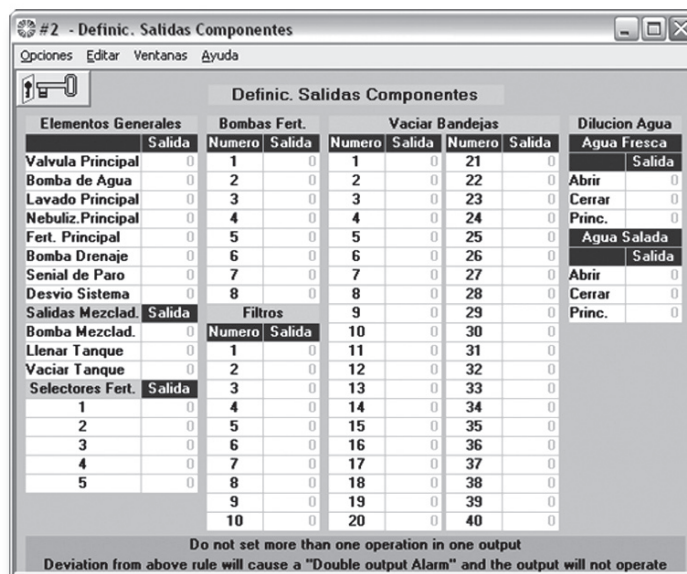 #2 - Definic. Salidas Componentes
Opciones Editar Ventanas Ayuda
Definic. Salidas Componentes
Elementos Generales
Salida
Valvula Principal 0
Bomba de Agua 0
Lavado Principal 0
Nebuliz.Principal 0
Fert. Principal 0
Bomba Drenaje 0
Senial de Paro 0
Desvio Sistema 0
Salidas Mezclad. Salida
Bomba Mezclad. 0
Llenar Tanque 0
Vaciar Tanque 0
Selectores Fert. Salida
1 0
2 0
3 0
4 0
5 0
Bombas Fert.
Numero Salida
1 0
2 0
3 0
4 0
5 0
6 0
7 0
8 0
Filtros
Numero Salida
1 0
2 0
3 0
4 0
5 0
6 0
7 0
8 0
9 0
10 0
Vaciar Bandejas
Numero Salida Numero Salida
1 0 21 0
2 0 22 0
3 0 23 0
4 0 24 0
5 0 25 0
6 0 26 0
7 0 27 0
8 0 28 0
9 0 29 0
10 0 30 0
11 0 31 0
12 0 32 0
13 0 33 0
14 0 34 0
15 0 35 0
16 0 36 0
17 0 37 0
18 0 38 0
19 0 39 0
20 0 40 0
Dilucion Agua
Agua Fresca
Salida
Abrir 0
Cerrar 0
Princ. 0
Agua Salada
Salida
Abrir 0
Cerrar 0
Princ. 0
Do not set more than one operation in one output
Deviation from above rule will cause a "Double output Alarm" and the output will not operate